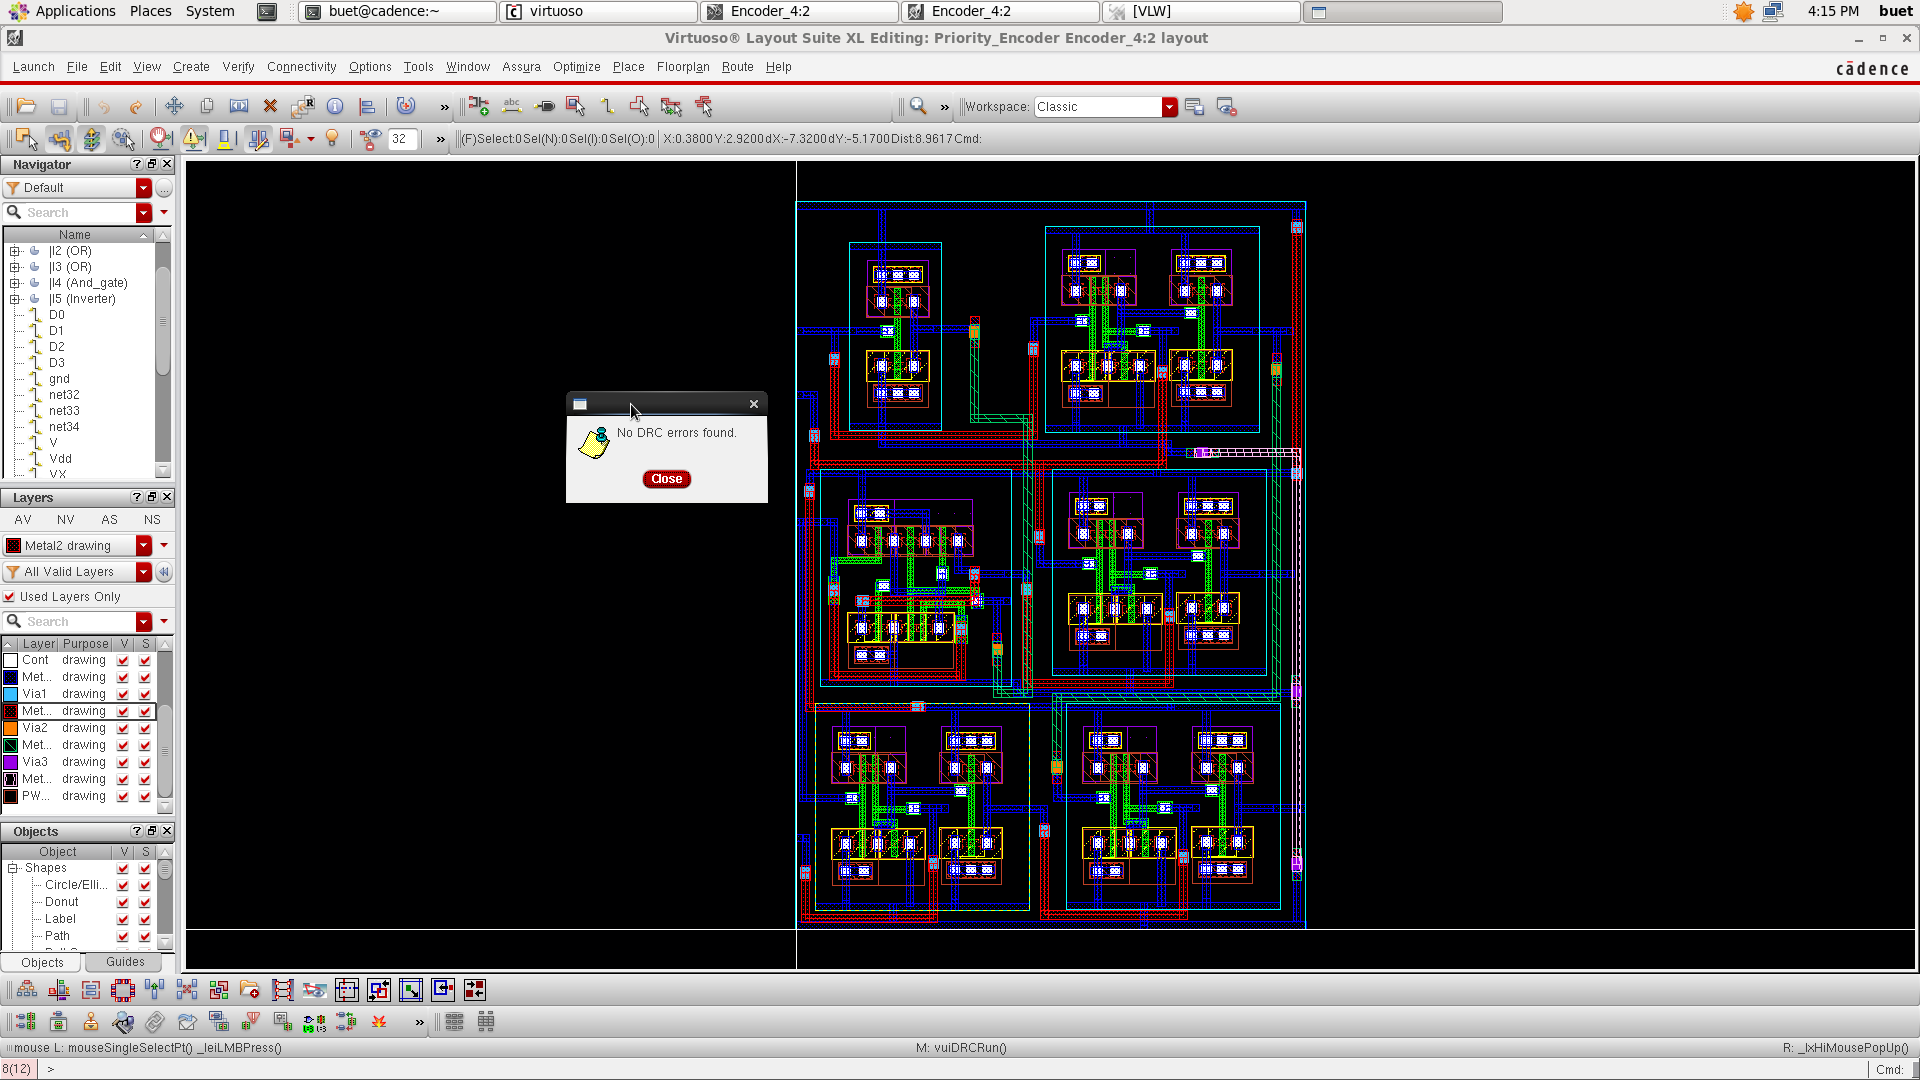 Applications Places System buet@cadence:~ virtuoso Encoder_4:2 Encoder_4:2 [VLW] 4:15 PM buet
Virtuoso® Layout Suite XL Editing: Priority_Encoder Encoder_4:2 layout
Launch File Edit View Create Verify Connectivity Options Tools Window Assura Optimize Place Floorplan Route Help cādence
» abc » Workspace: Classic
32 » (F)Select:0 Sel(N):0 Sel(I):0 Sel(O):0 X:0.3800 Y:2.9200 dX:-7.3200 dY:-5.1700 Dist:8.9617 Cmd:
Navigator
Default
Search
Name
|I2 (OR)
|I3 (OR)
|I4 (And_gate)
|I5 (Inverter)
D0
D1
D2
D3
gnd
net32
net33
net34
V
Vdd
VX
Layers
AV NV AS NS
Metal2 drawing
All Valid Layers
Used Layers Only
Search
Layer Purpose V S
Cont drawing
Met... drawing
Via1 drawing
Met... drawing
Via2 drawing
Met... drawing
Via3 drawing
Met... drawing
PW... drawing
Objects
Object V S
Shapes
Circle/Elli...
Donut
Label
Path
Objects Guides
No DRC errors found.
Close
»
mouse L: mouseSingleSelectPt() _leiLMBPress() M: vuiDRCRun() R: _lxHiMousePopUp()
8(12) > Cmd: